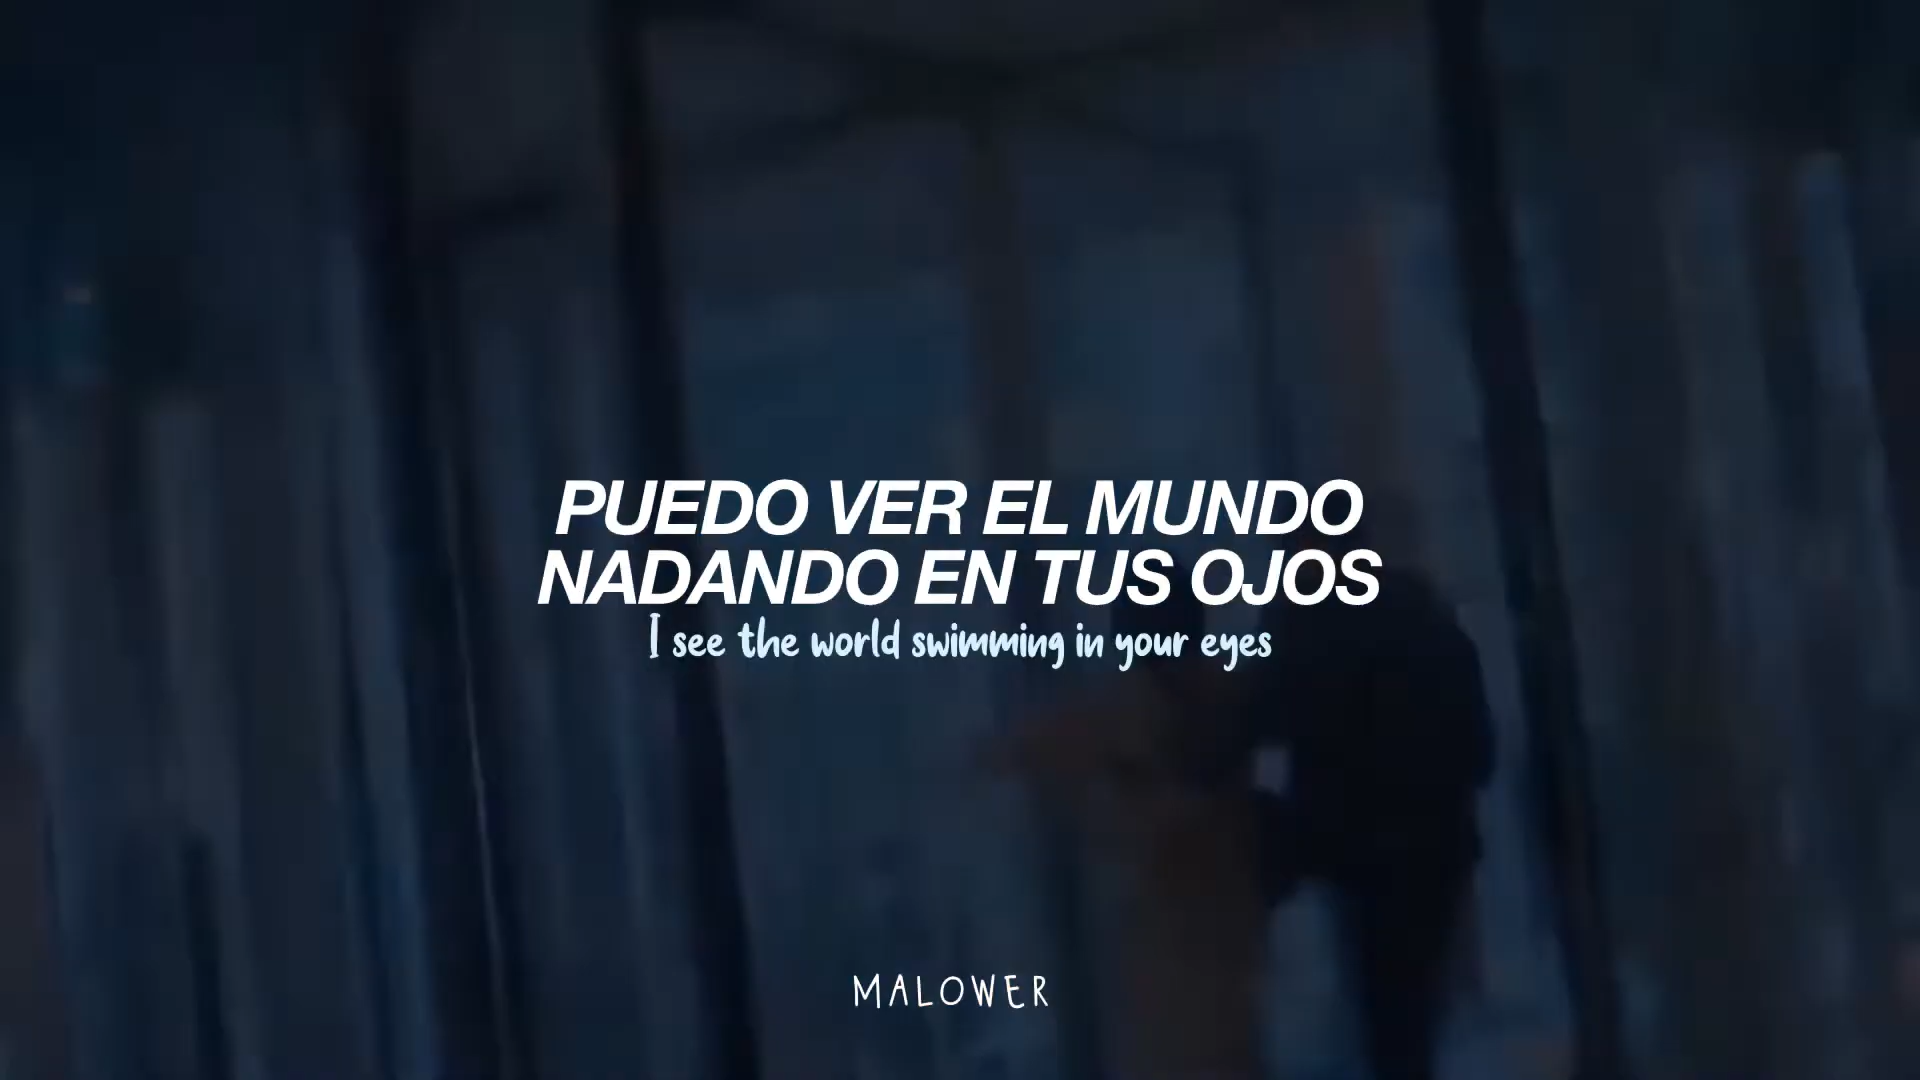 PUEDO VER EL MUNDO
NADANDO EN TUS OJOS
I see the world swimming in your eyes
MALOWER